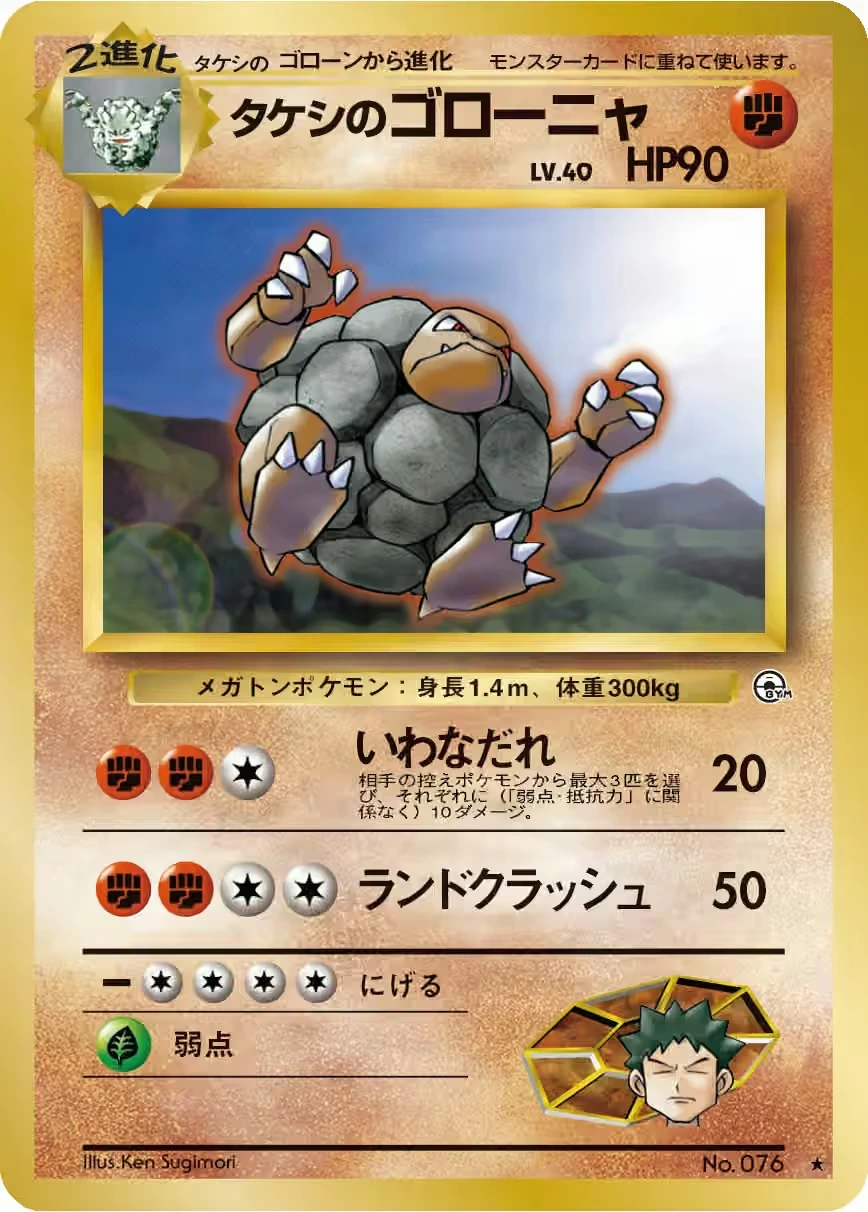 2進化 タケシの ゴローンから進化 モンスターカードに重ねて使います。
タケシのゴローニャ
LV.40 HP90
メガトンポケモン：身長1.4m、体重300kg
GYM
いわなだれ 20
相手の控えポケモンから最大3匹を選
び、それぞれに（「弱点・抵抗力」に関
係なく）10ダメージ。
ランドクラッシュ 50
にげる
弱点
Illus.Ken Sugimori No.076 ★